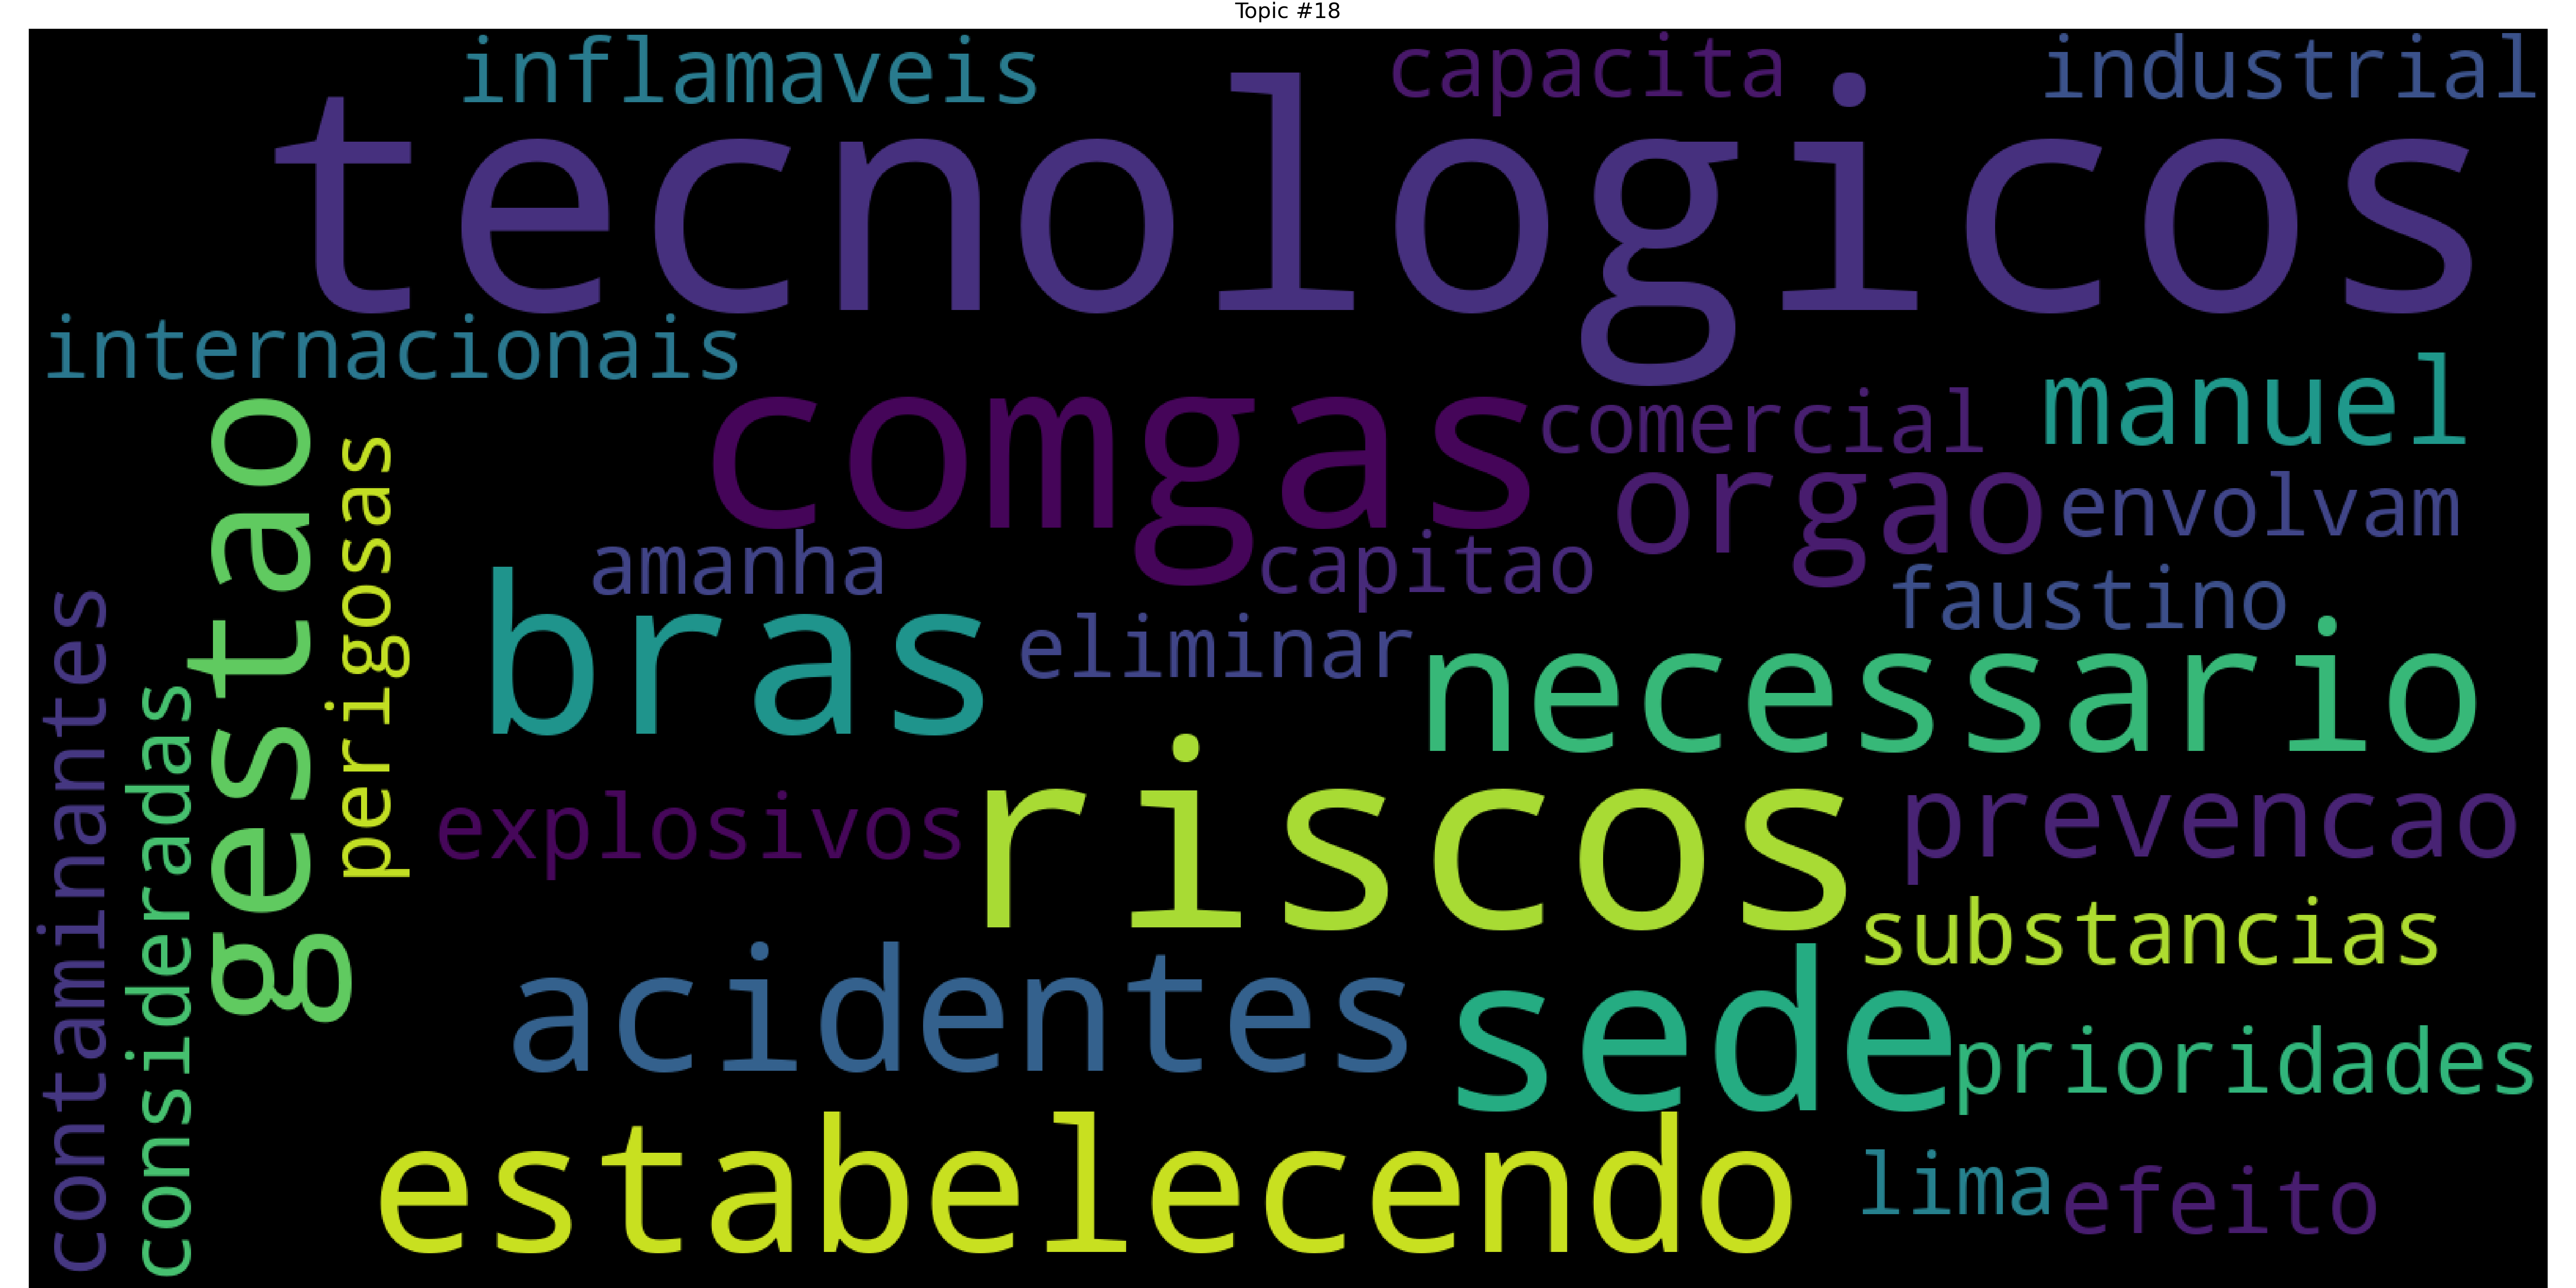 Topic #18
inflamaveis
capacita
industrial
tecnologicos
internacionais
comgas
comercial
manuel
orgao
envolvam
gestao
perigosas
amanha
capitao
faustino
bras
eliminar
necessario
contaminantes
consideradas
explosivos
riscos
prevencao
substancias
acidentes
sede
prioridades
estabelecendo
lima
efeito